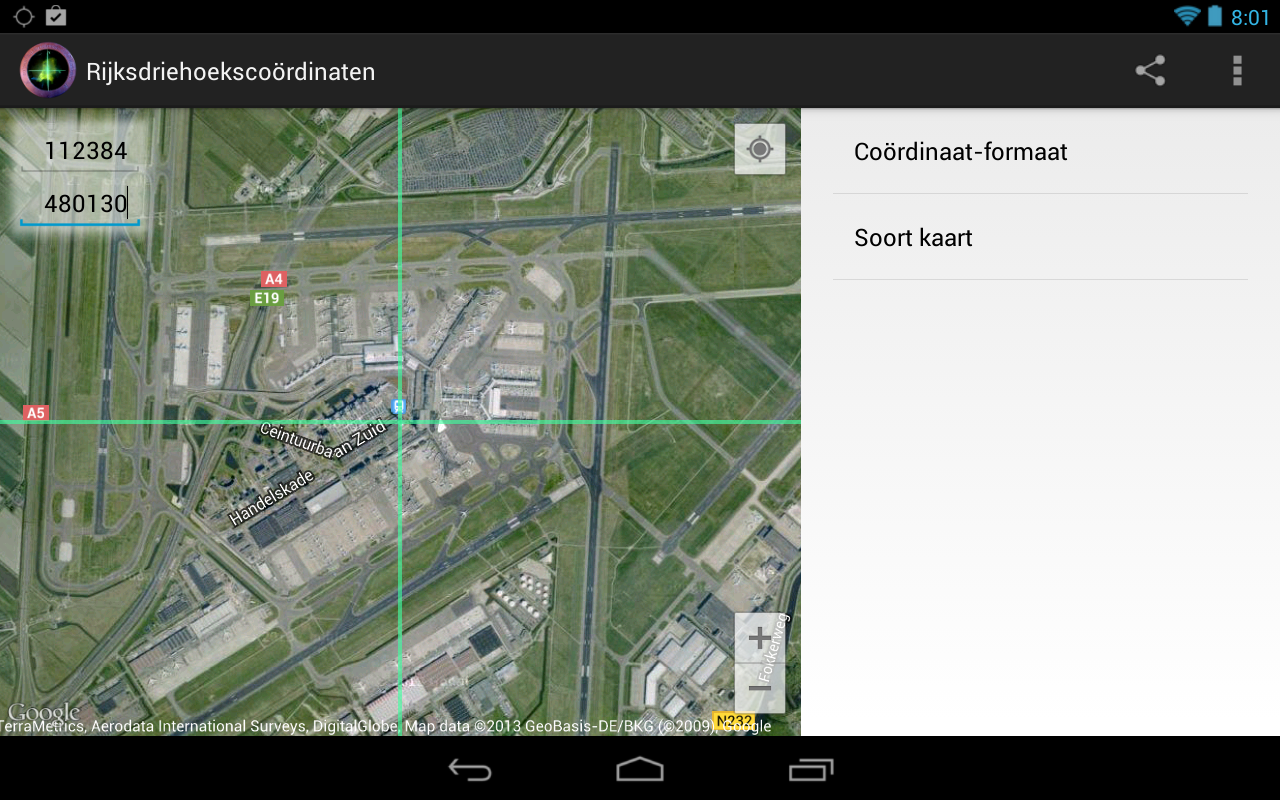 8:01
Rijksdriehoekscoördinaten
112384
480130
Coördinaat-formaat
Soort kaart
A4
E19
A5
Ceintuurbaan Zuid
Handelskade
Fokkerweg
N232
Google
TerraMetrics, Aerodata International Surveys, DigitalGlobe, Map data ©2013 GeoBasis-DE/BKG (©2009), Google